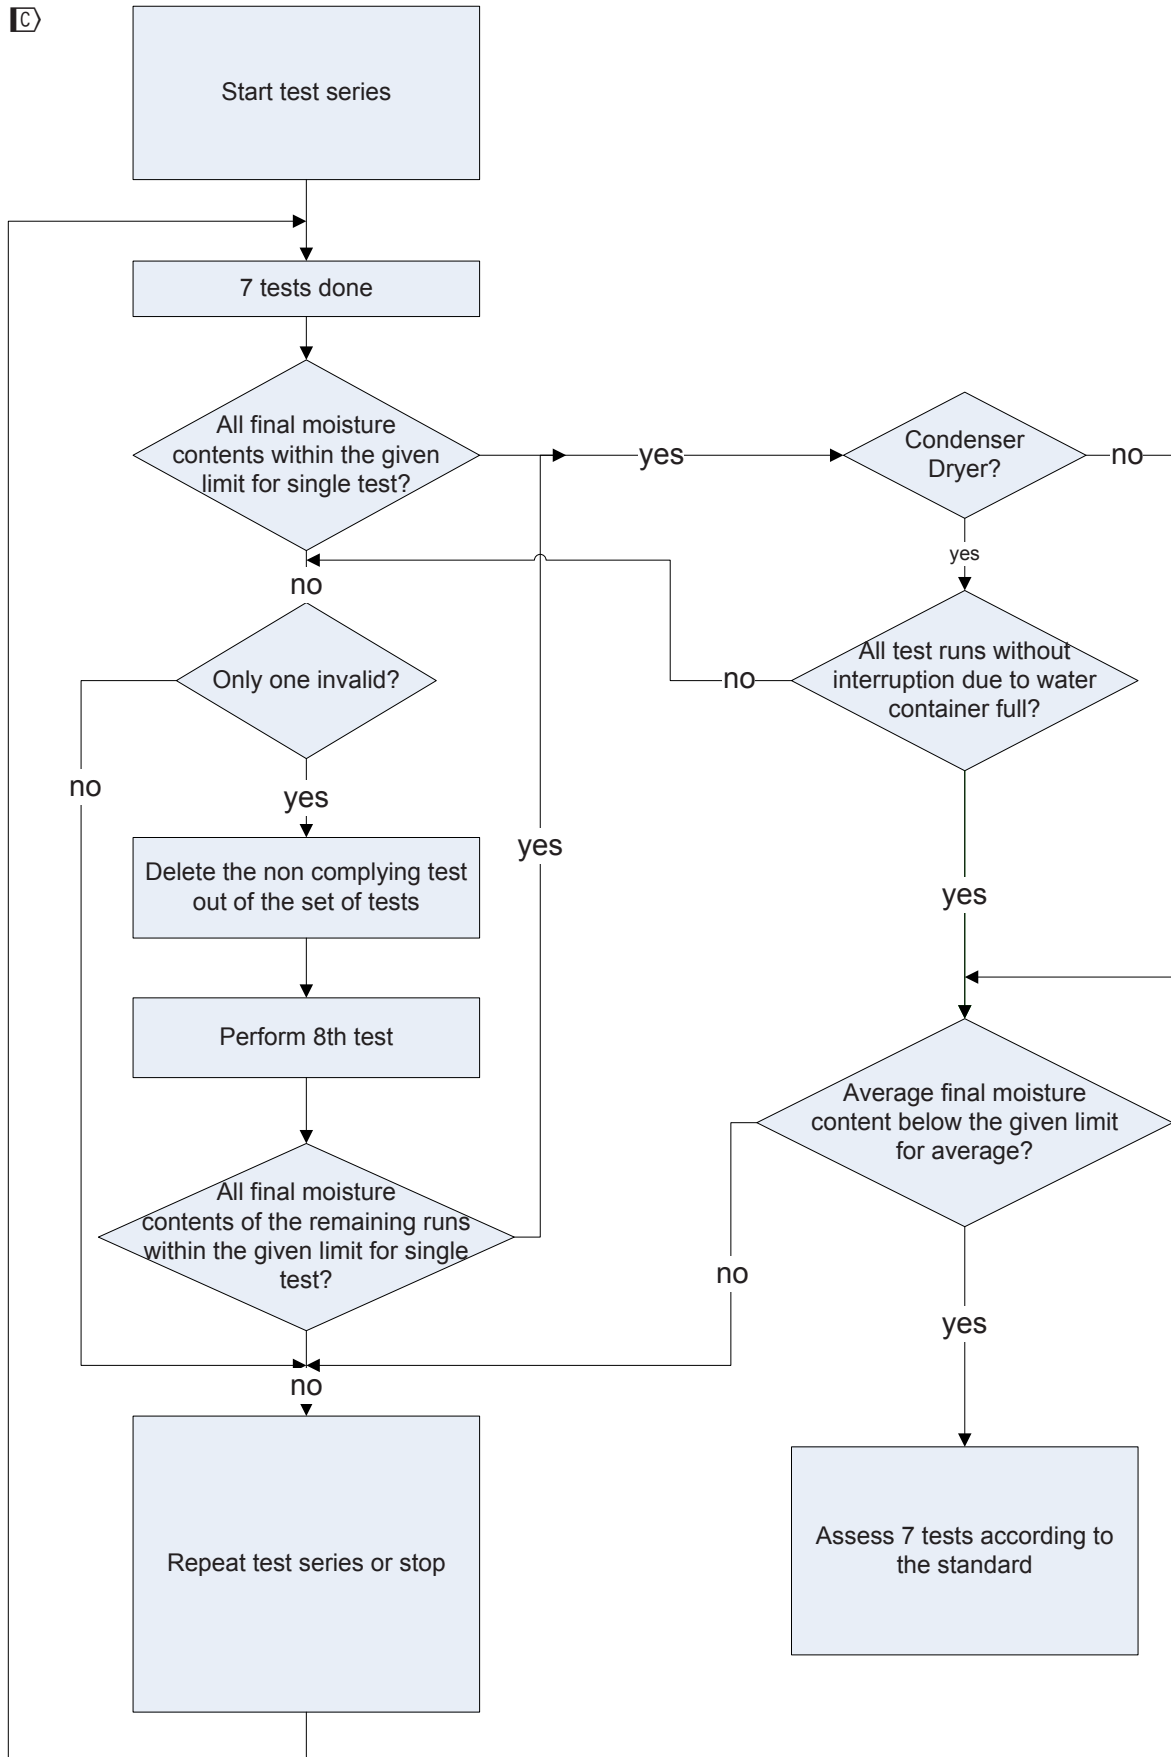 C
Start test series
7 tests done
All final moisture
contents within the given
limit for single test?
yes
Condenser
Dryer?
no
yes
no
Only one invalid?
All test runs without
interruption due to water
container full?
no
no
yes
Delete the non complying test
out of the set of tests
yes
yes
Perform 8th test
Average final moisture
content below the given limit
for average?
All final moisture
contents of the remaining runs
within the given limit for single
test?
no
yes
no
Repeat test series or stop
Assess 7 tests according to
the standard